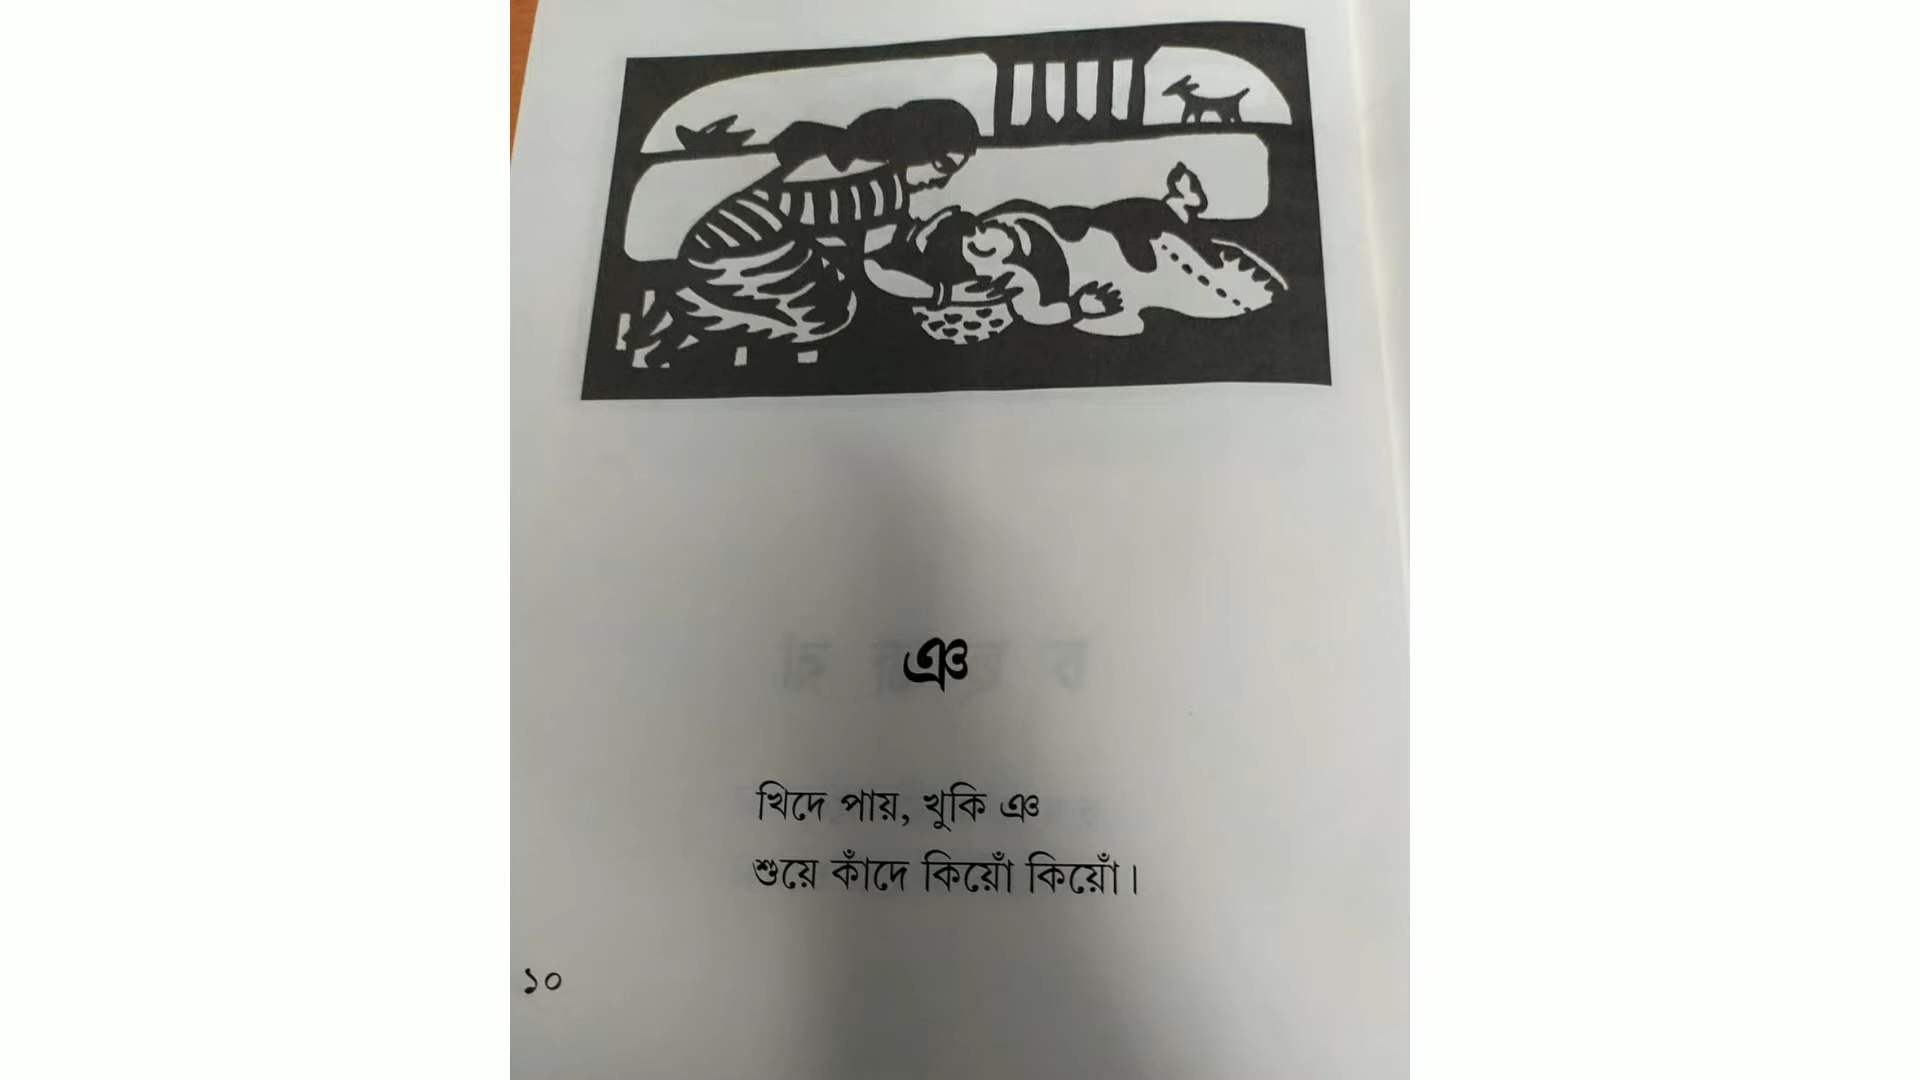 ঞ
খিদে পায়, খুকি ঞ
শুয়ে কাঁদে কিয়োঁ কিয়োঁ।
১০